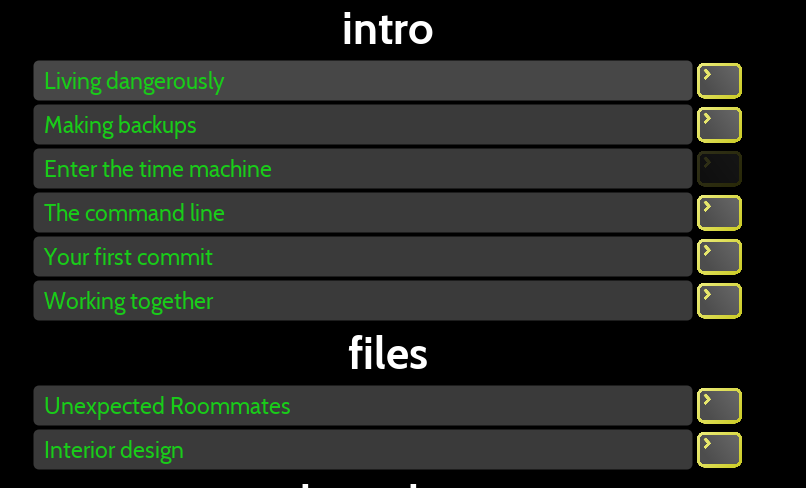 intro
Living dangerously
Making backups
Enter the time machine
The command line
Your first commit
Working together
files
Unexpected Roommates
Interior design